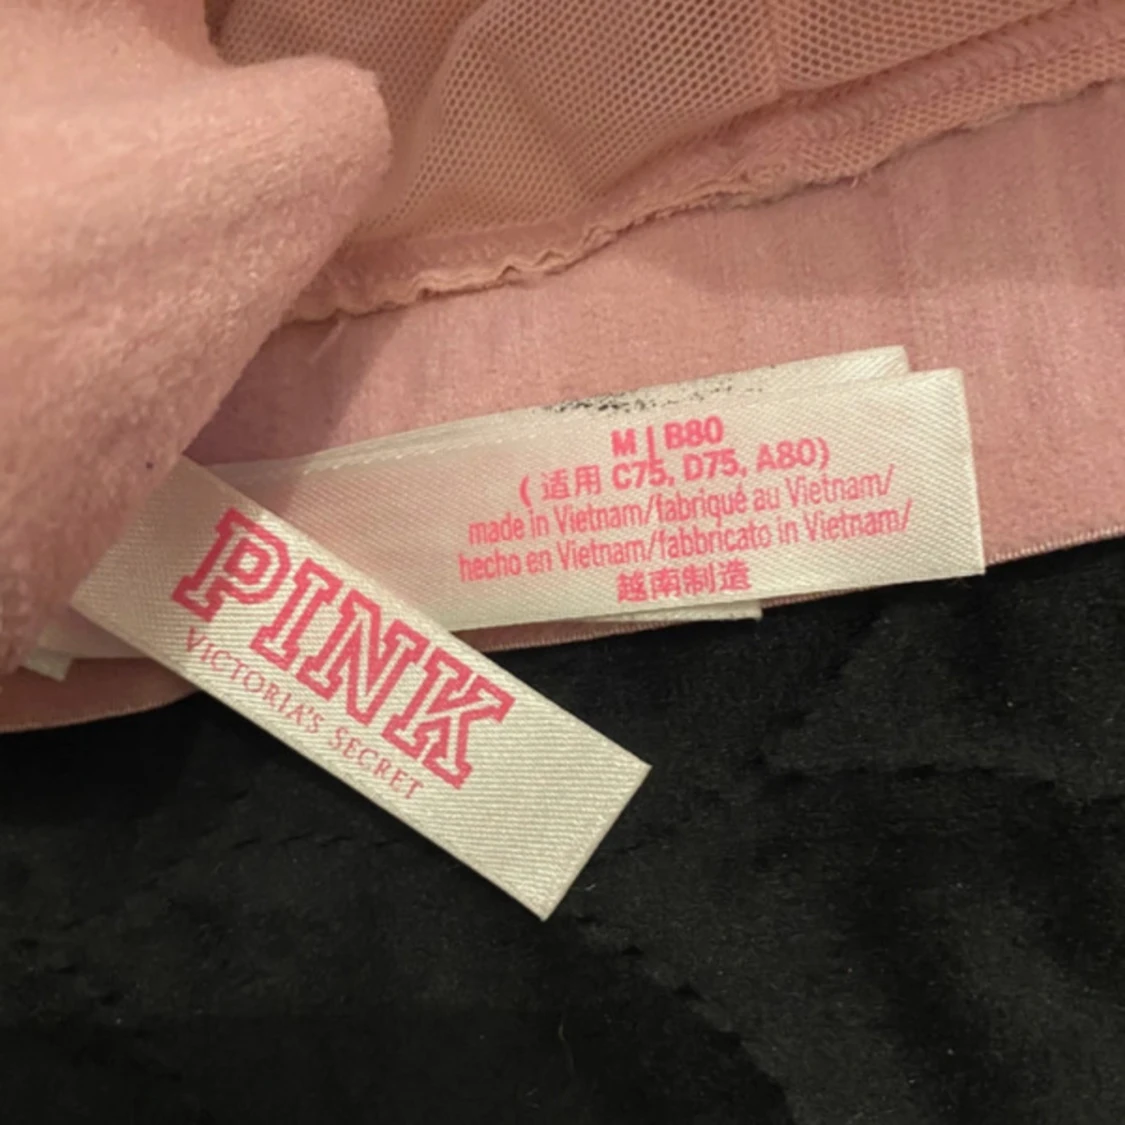 M | B80
( 适用 C75, D75, A80)
made in Vietnam/fabriqué au Vietnam/
hecho en Vietnam/fabbricato in Vietnam/
越南制造
PINK
VICTORIA'S SECRET